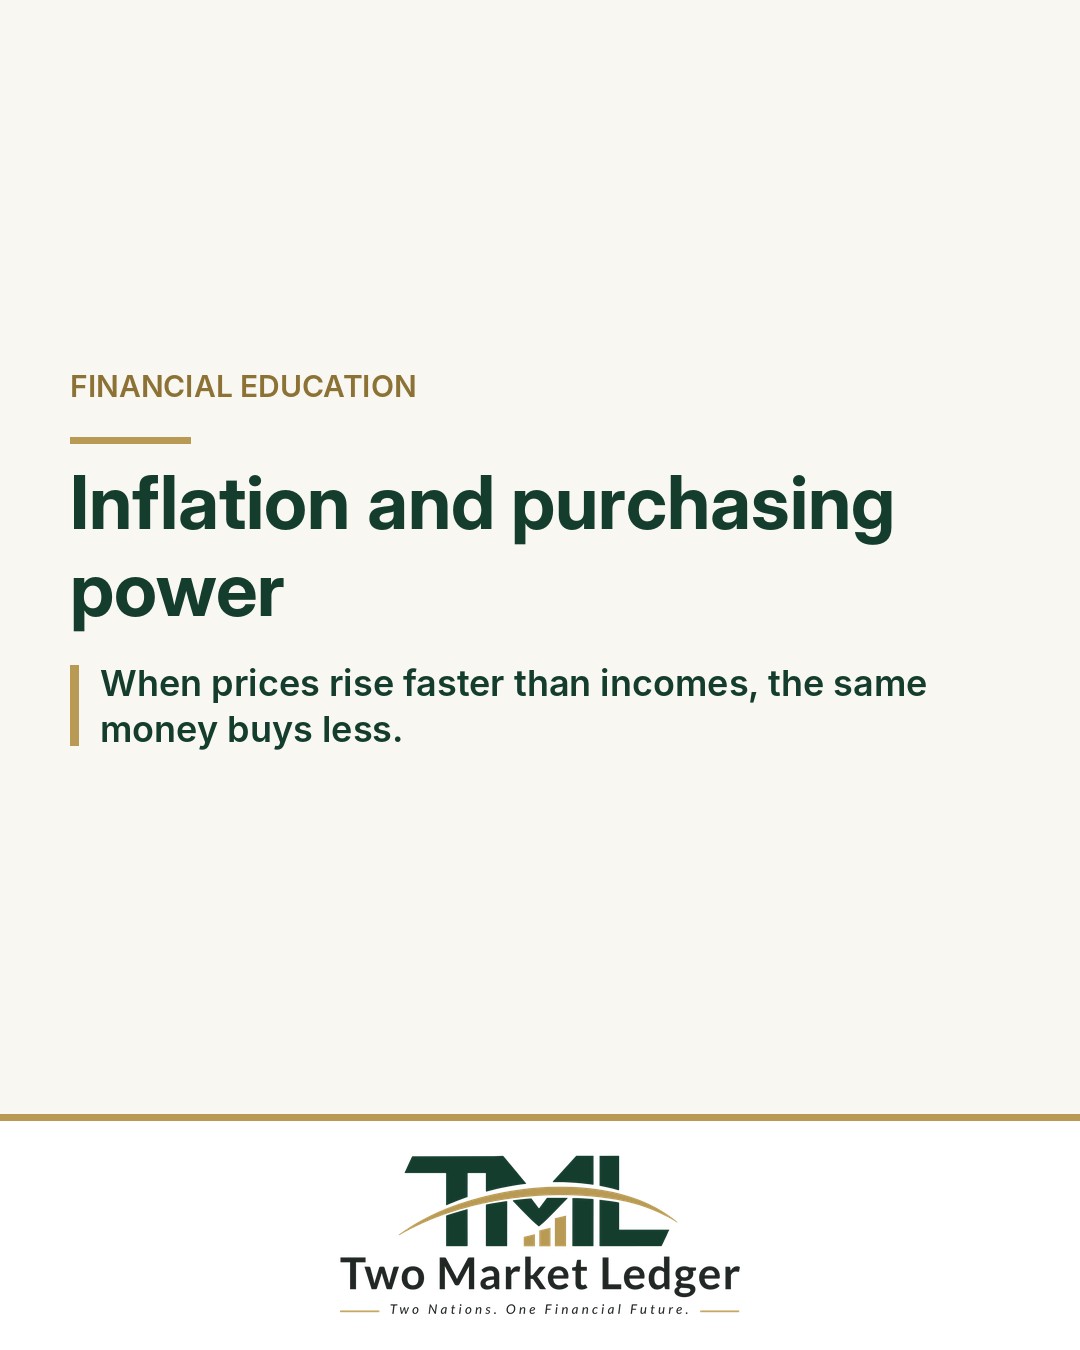 FINANCIAL EDUCATION
Inflation and purchasing
power
When prices rise faster than incomes, the same
money buys less.
TML
Two Market Ledger
Two Nations. One Financial Future.